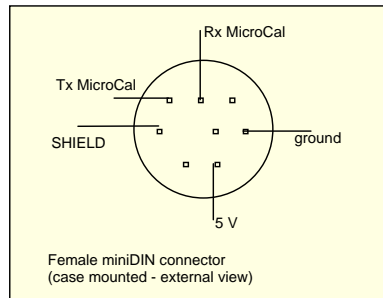 Rx MicroCal
Tx MicroCal
SHIELD
ground
5 V
Female miniDIN connector
(case mounted - external view)